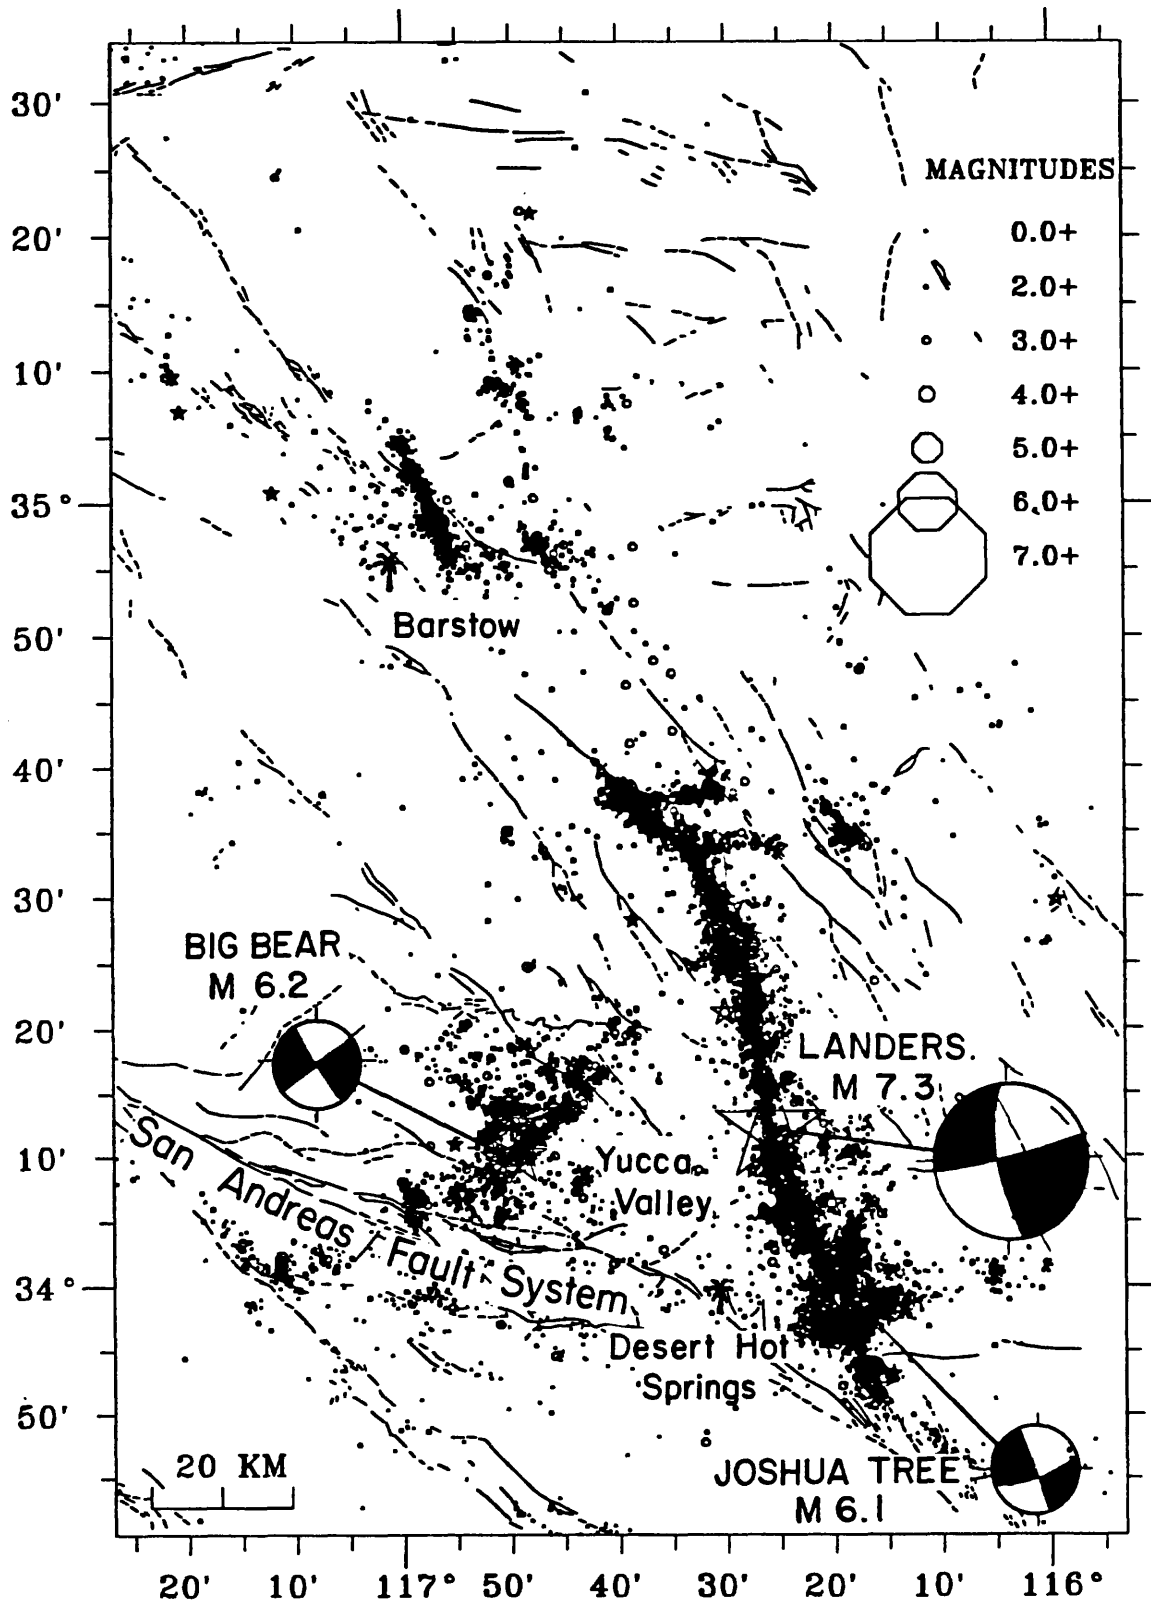 30'
20'
10'
35°
50'
40'
30'
20'
10'
34°
50'
MAGNITUDES
0.0+
2.0+
3.0+
4.0+
5.0+
6.0+
7.0+
Barstow
BIG BEAR
M 6.2
LANDERS
M 7.3
San Andreas Fault System
Yucca
Valley
Desert Hot
Springs
JOSHUA TREE
M 6.1
20 KM
20' 10' 117° 50' 40' 30' 20' 10' 116°